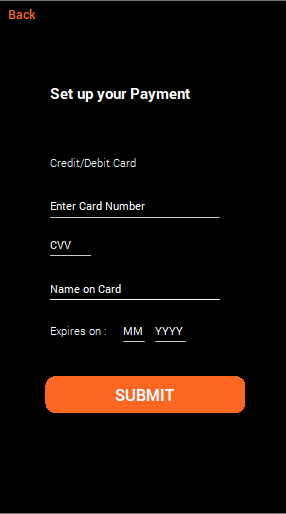 Back
Set up your Payment
Credit/Debit Card
Enter Card Number
CVV
Name on Card
Expires on : MM YYYY
SUBMIT